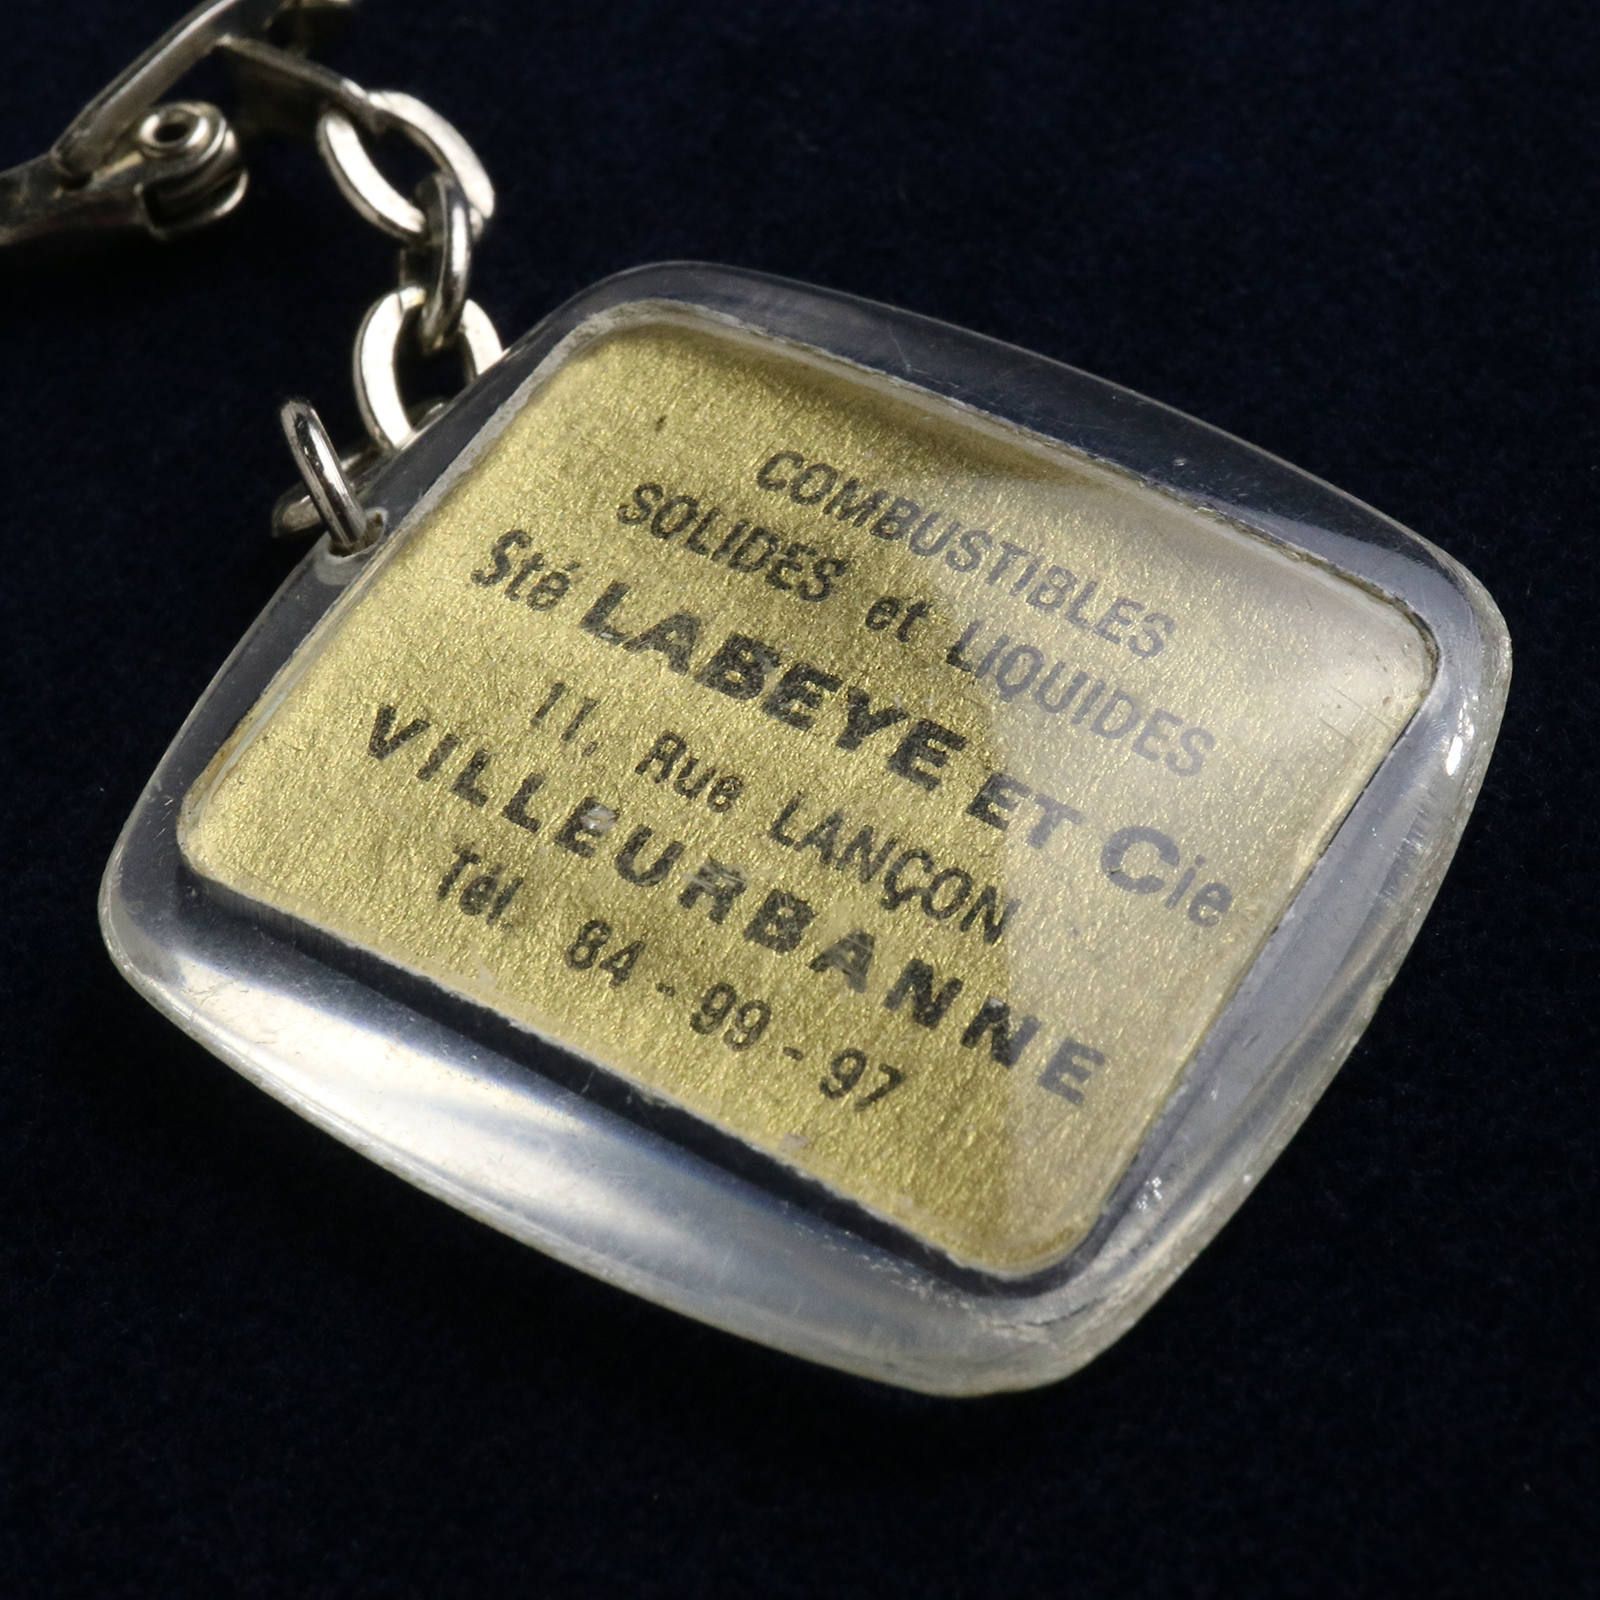 COMBUSTIBLES
SOLIDES et LIQUIDES
Sté LABEYE ET Cie
11, Rue LANÇON
VILLEURBANNE
Tél. 84-99-97